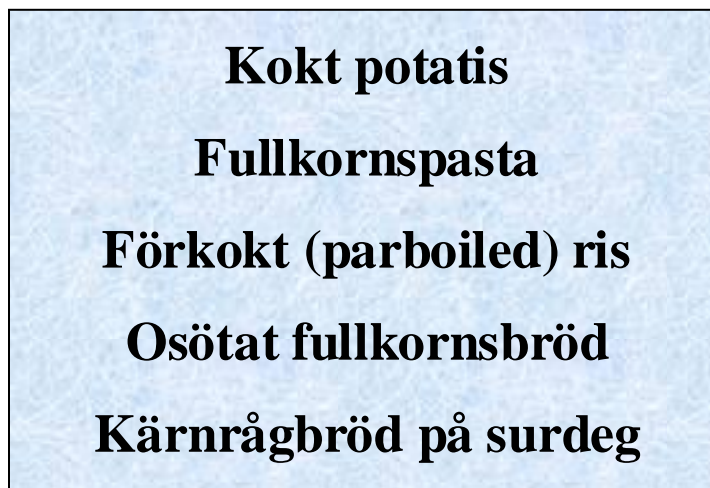 Kokt potatis
Fullkornspasta
Förkokt (parboiled) ris
Osötat fullkornsbröd
Kärnrågbröd på surdeg